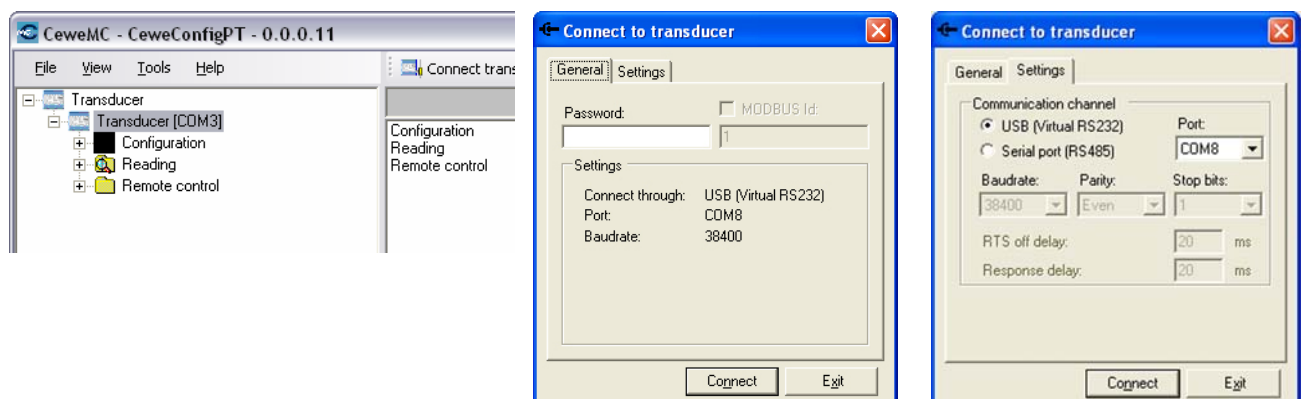 CeweMC - CeweConfigPT - 0.0.0.11
File View Tools Help
Connect trans
Transducer
Transducer [COM3]
Configuration
Reading
Remote control
Configuration
Reading
Remote control
Connect to transducer
General Settings
Password: MODBUS Id:
1
Settings
Connect through: USB (Virtual RS232)
Port: COM8
Baudrate: 38400
Connect Exit
Connect to transducer
General Settings
Communication channel
USB (Virtual RS232) Port:
Serial port (RS485) COM8
Baudrate: Parity: Stop bits:
38400 Even 1
RTS off delay: 20 ms
Response delay: 20 ms
Connect Exit